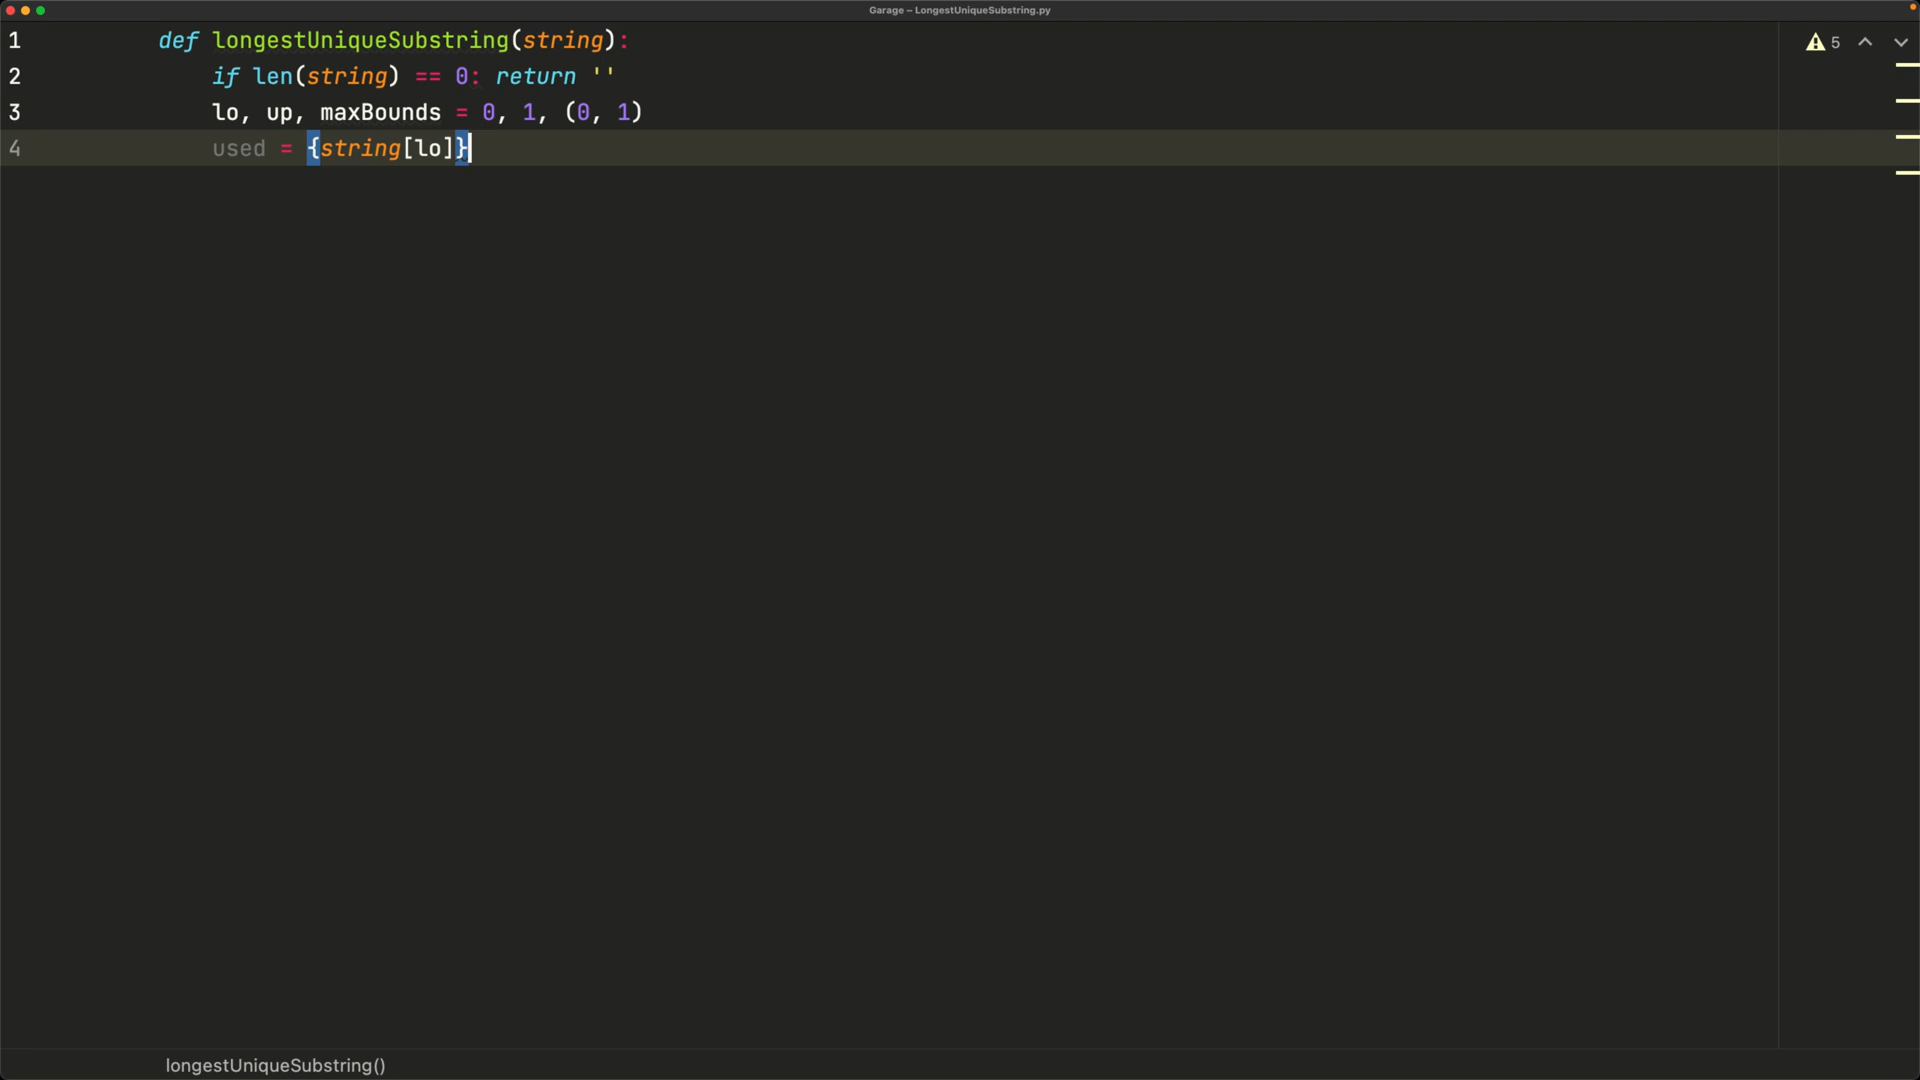 Garage – LongestUniqueSubstring.py
1 def longestUniqueSubstring(string): 5
2 if len(string) == 0: return ''
3 lo, up, maxBounds = 0, 1, (0, 1)
4 used = {string[lo]}
longestUniqueSubstring()